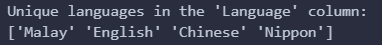 Unique languages in the 'Language' column:
['Malay' 'English' 'Chinese' 'Nippon']